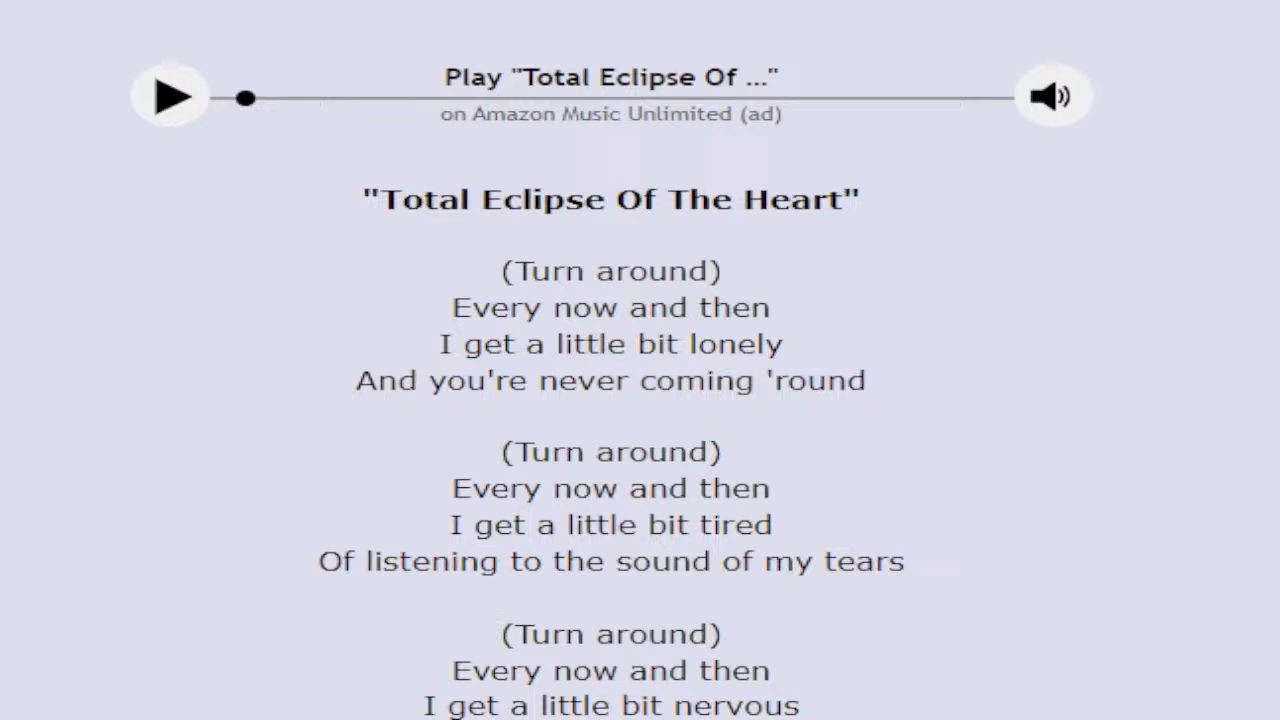 Play "Total Eclipse Of ..."
on Amazon Music Unlimited (ad)
"Total Eclipse Of The Heart"
(Turn around)
Every now and then
I get a little bit lonely
And you're never coming 'round
(Turn around)
Every now and then
I get a little bit tired
Of listening to the sound of my tears
(Turn around)
Every now and then
I get a little bit nervous